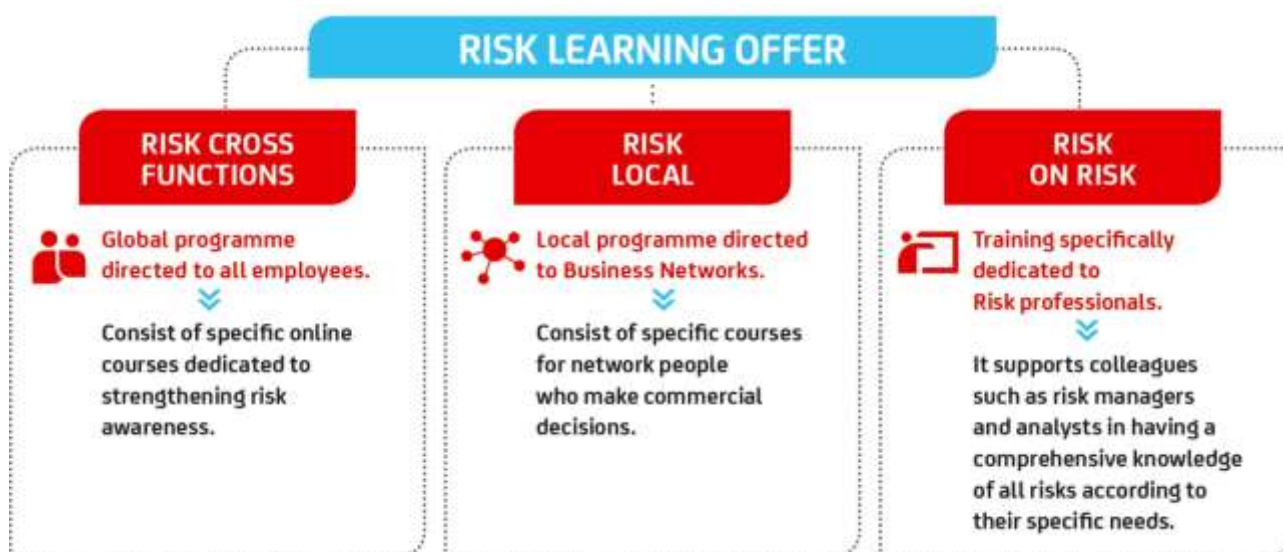 RISK LEARNING OFFER
RISK CROSS
FUNCTIONS
Global programme
directed to all employees.
Consist of specific online
courses dedicated to
strengthening risk
awareness.
RISK
LOCAL
Local programme directed
to Business Networks.
Consist of specific courses
for network people
who make commercial
decisions.
RISK
ON RISK
Training specifically
dedicated to
Risk professionals.
It supports colleagues
such as risk managers
and analysts in having a
comprehensive knowledge
of all risks according to
their specific needs.